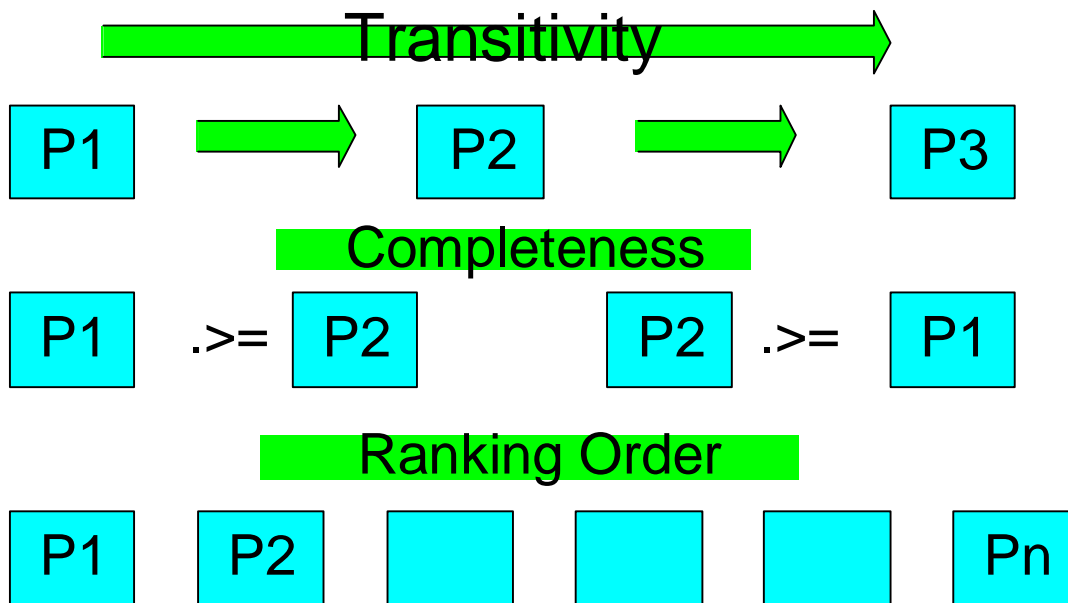 Transitivity
P1 P2 P3
Completeness
P1 .>= P2 P2 .>= P1
Ranking Order
P1 P2 Pn